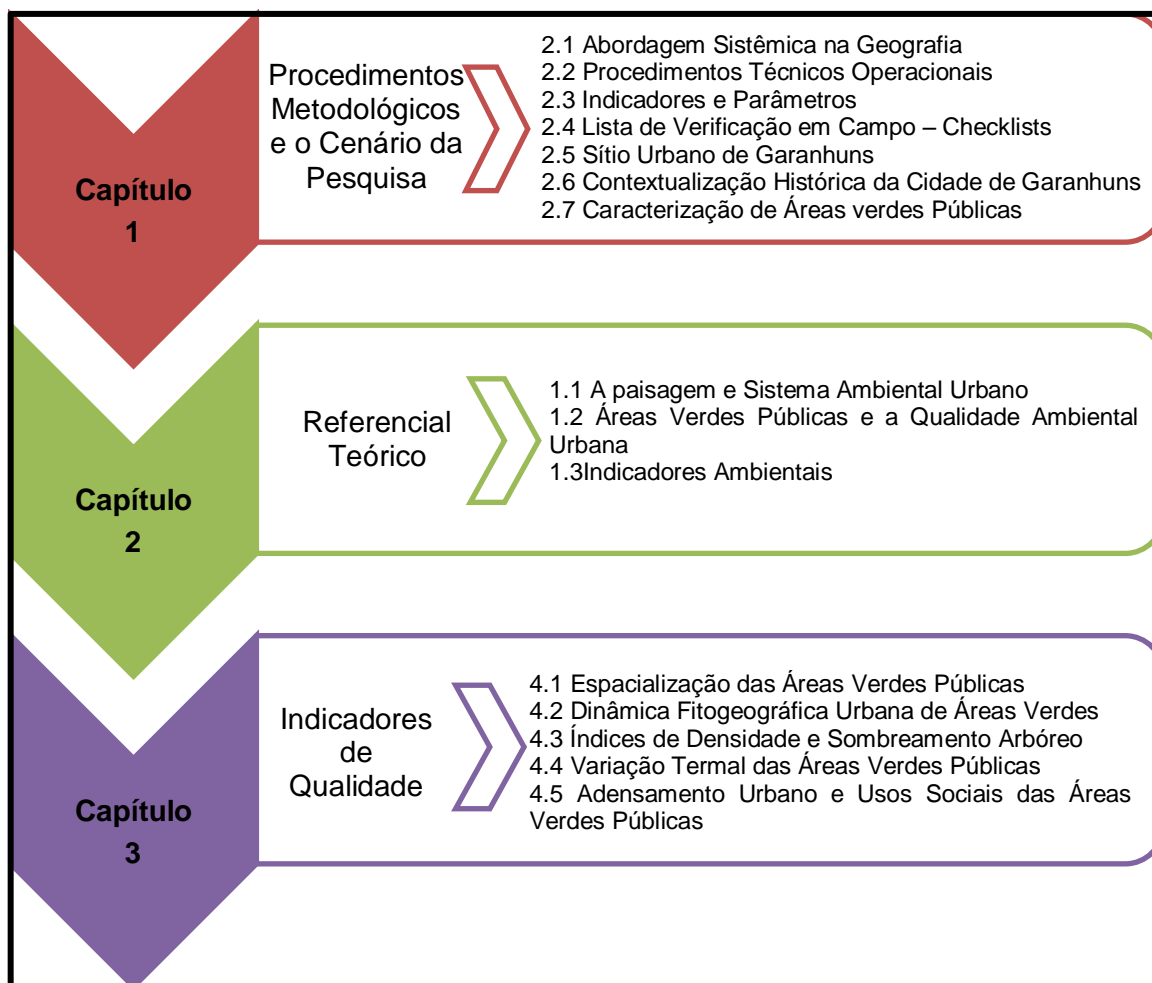 Capítulo
1
Procedimentos
Metodológicos
e o Cenário da
Pesquisa
2.1 Abordagem Sistêmica na Geografia
2.2 Procedimentos Técnicos Operacionais
2.3 Indicadores e Parâmetros
2.4 Lista de Verificação em Campo – Checklists
2.5 Sítio Urbano de Garanhuns
2.6 Contextualização Histórica da Cidade de Garanhuns
2.7 Caracterização de Áreas verdes Públicas
Capítulo
2
Referencial
Teórico
1.1 A paisagem e Sistema Ambiental Urbano
1.2 Áreas Verdes Públicas e a Qualidade Ambiental
Urbana
1.3Indicadores Ambientais
Capítulo
3
Indicadores
de
Qualidade
4.1 Espacialização das Áreas Verdes Públicas
4.2 Dinâmica Fitogeográfica Urbana de Áreas Verdes
4.3 Índices de Densidade e Sombreamento Arbóreo
4.4 Variação Termal das Áreas Verdes Públicas
4.5 Adensamento Urbano e Usos Sociais das Áreas
Verdes Públicas